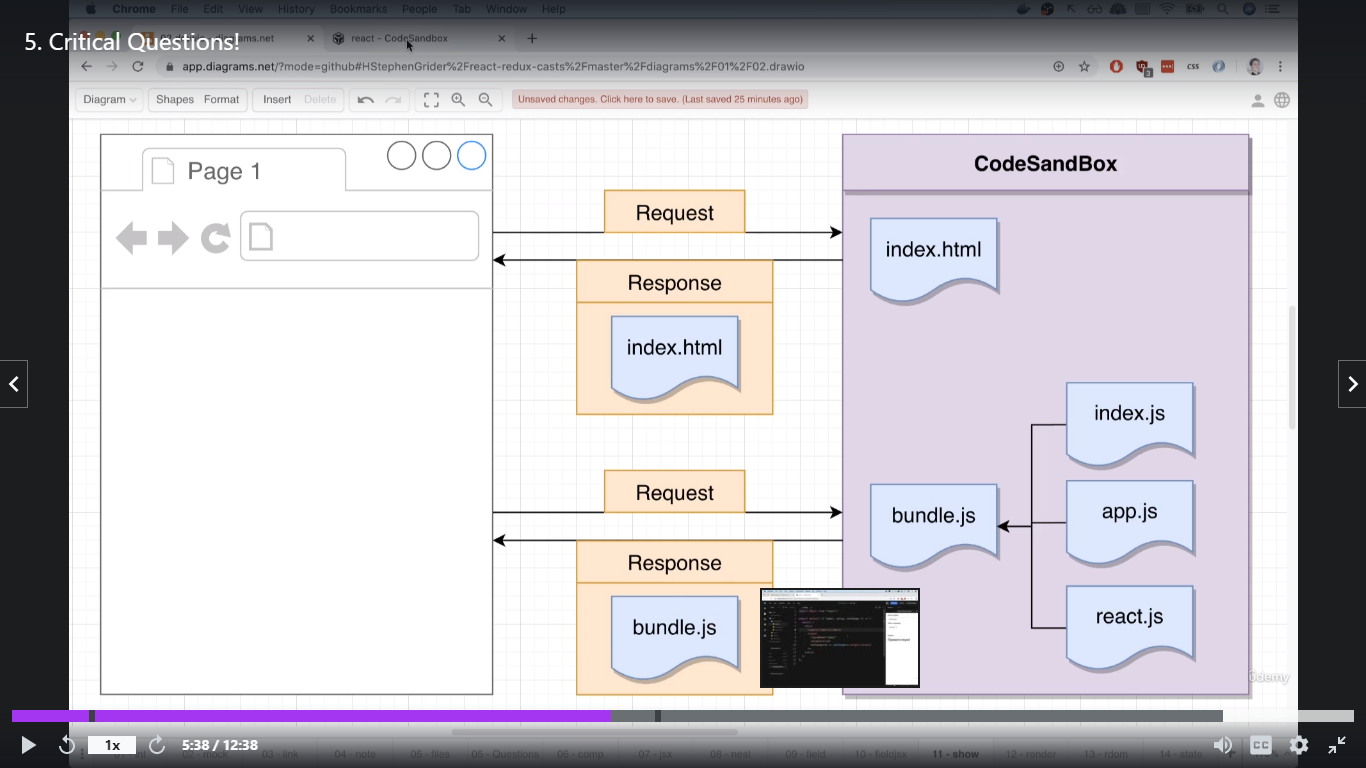 Chrome File Edit View History Bookmarks People Tab Window Help
5. Critical Questions!
react - CodeSandbox
app.diagrams.net/?mode=github#HStephenGrider%2Freact-redux-casts%2Fmaster%2Fdiagrams%2F01%2F02.drawio
CSS
3
Diagram Shapes Format Insert Delete
Unsaved changes. Click here to save. (Last saved 25 minutes ago)
Page 1
CodeSandBox
Request
index.html
Response
index.html
index.js
Request
bundle.js
app.js
Response
bundle.js
react.js
ûdemy
1x 5:38 / 12:38
CC
03 - link 04 - note 05 - files 05 - Questions 06 - comp 07 - jsx 08 - nest 09 - field 10 - fieldjsx 11 - show 12 - render 13 - rdom 14 - state